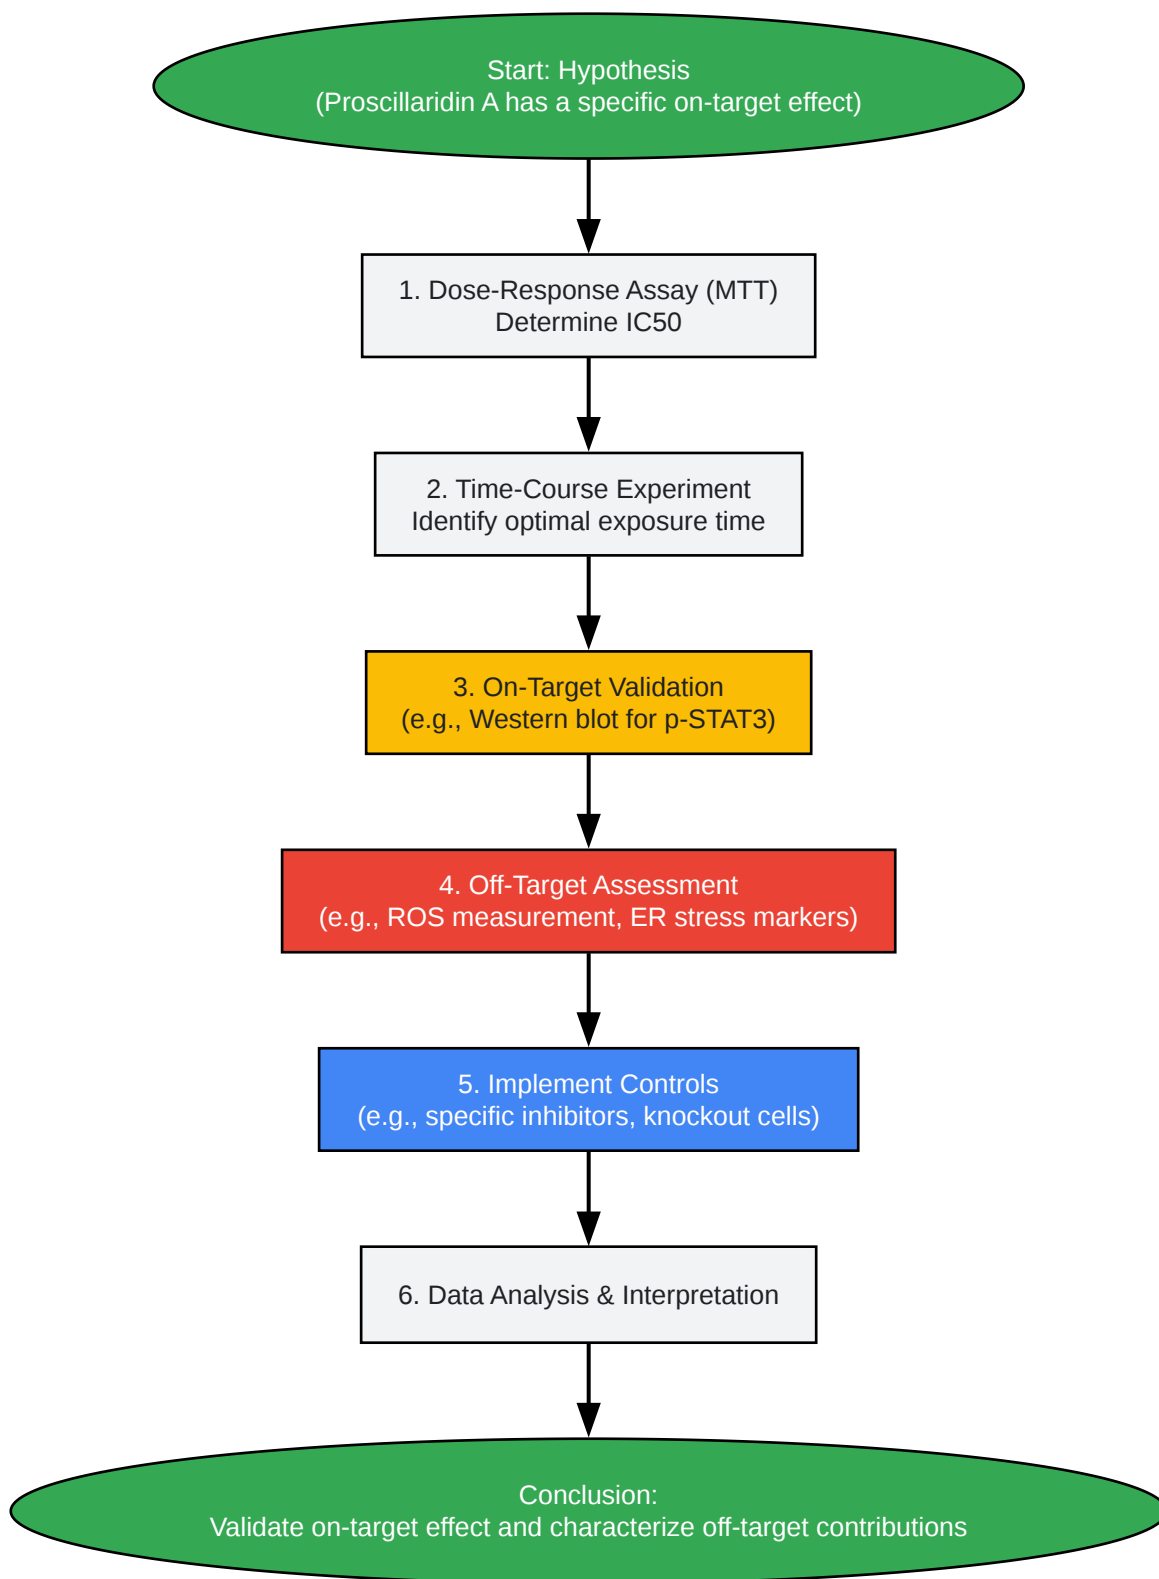 Start: Hypothesis
(Proscillaridin A has a specific on-target effect)
1. Dose-Response Assay (MTT)
Determine IC50
2. Time-Course Experiment
Identify optimal exposure time
3. On-Target Validation
(e.g., Western blot for p-STAT3)
4. Off-Target Assessment
(e.g., ROS measurement, ER stress markers)
5. Implement Controls
(e.g., specific inhibitors, knockout cells)
6. Data Analysis & Interpretation
Conclusion:
Validate on-target effect and characterize off-target contributions